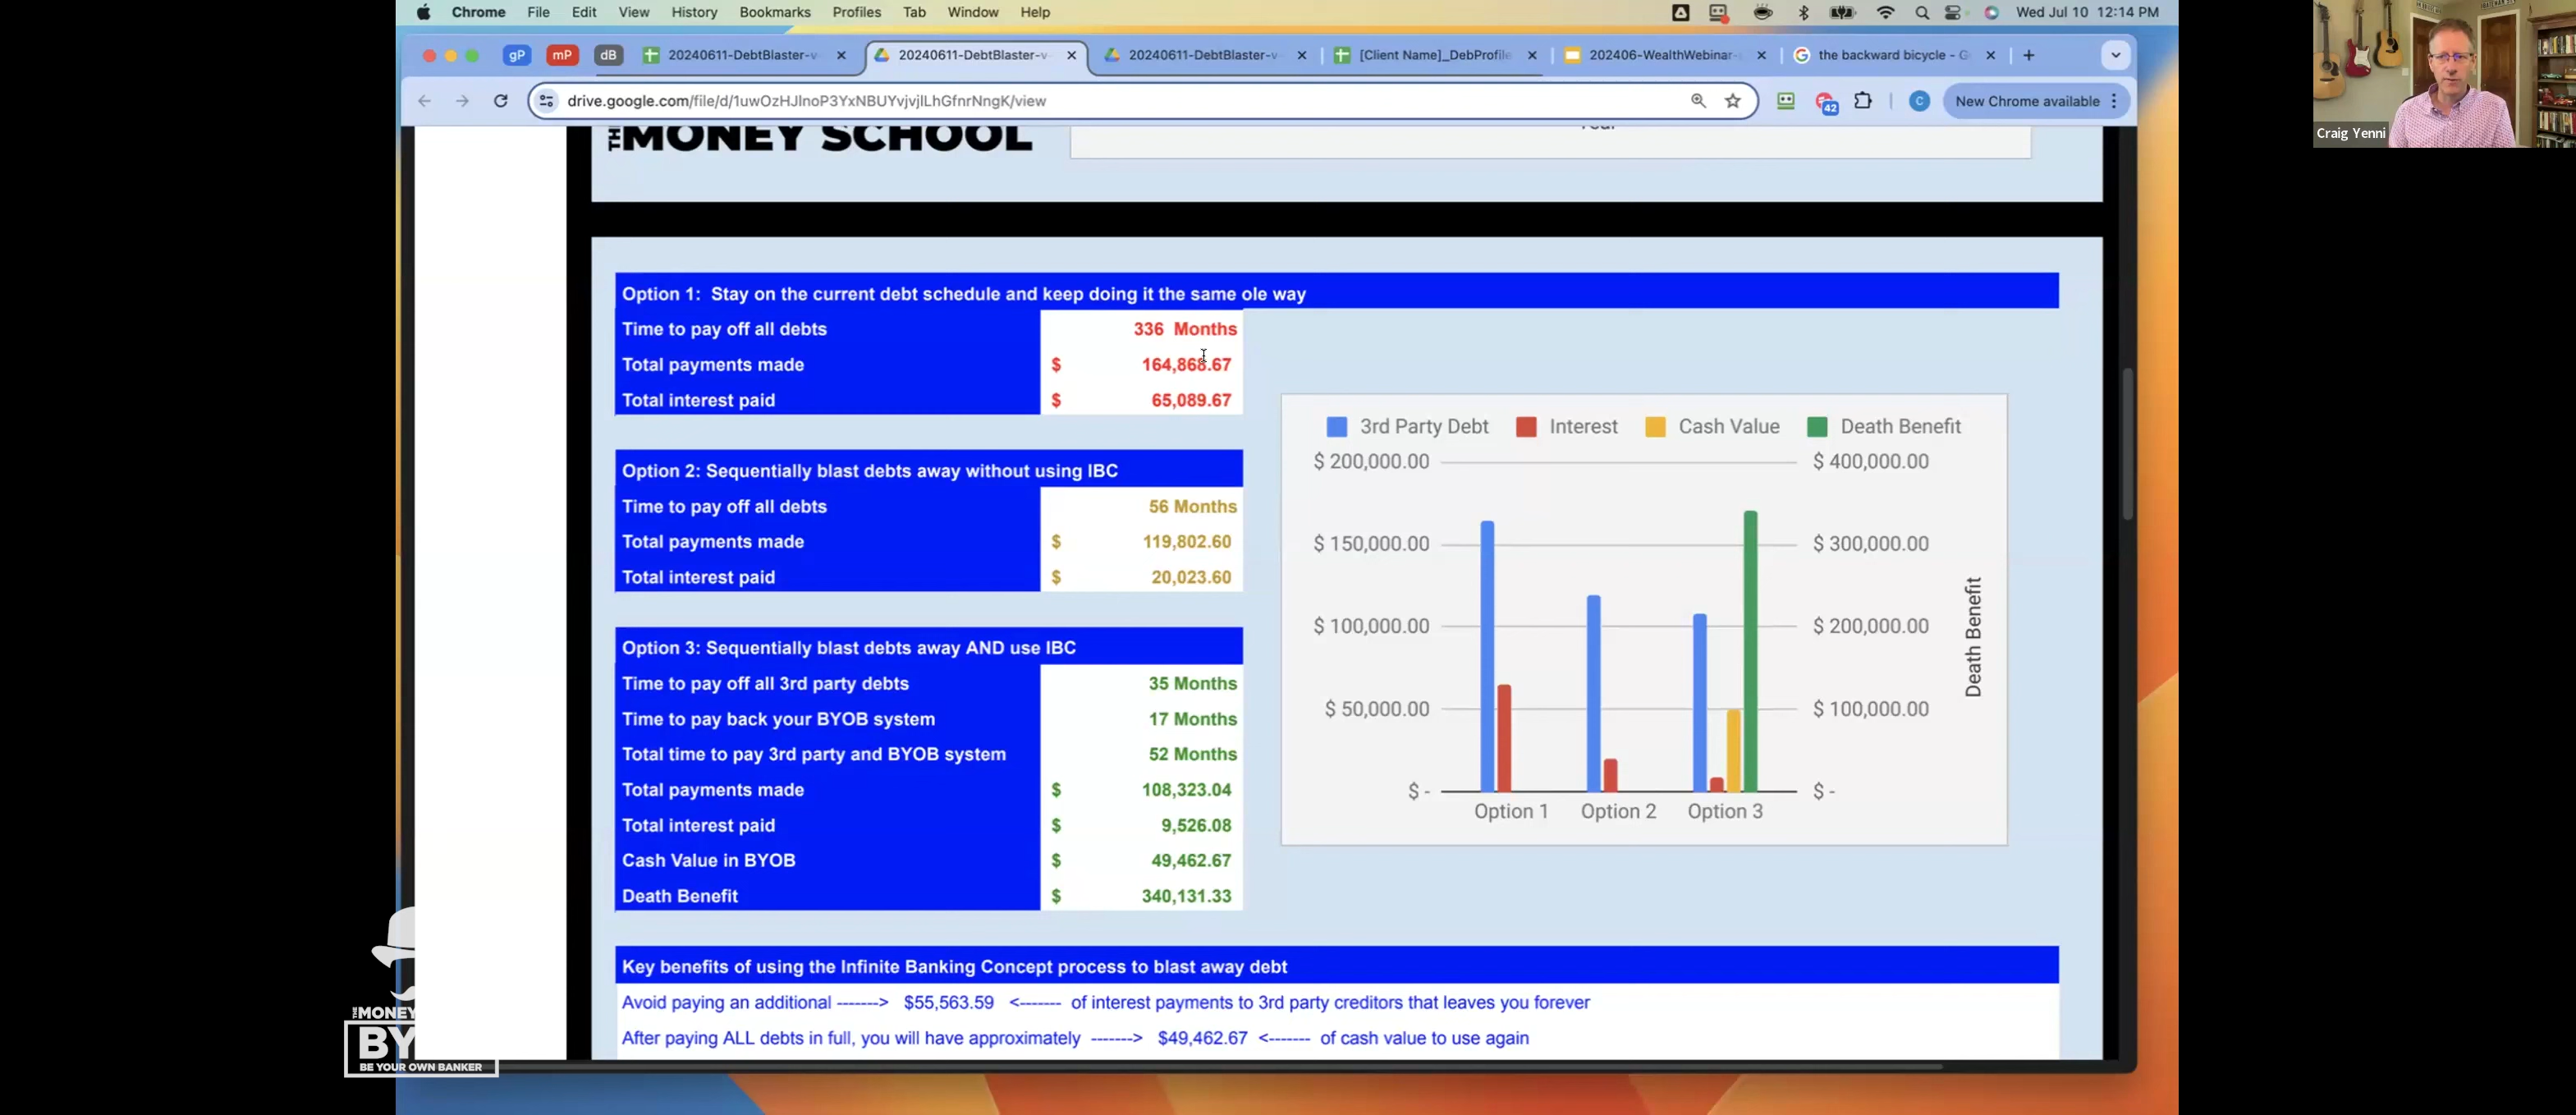 Chrome File Edit View History Bookmarks Profiles Tab Window Help
Wed Jul 10 12:14 PM
gP mP dB 20240611-DebtBlaster-v 20240611-DebtBlaster-v- 20240611-DebtBlaster-v [Client Name]_DebProfile 202406-WealthWebinar- the backward bicycle - G
drive.google.com/file/d/1uwOzHJlnoP3YxNBUYvjvjlLhGfnrNngK/view
42
C
New Chrome available
Craig Yenni
THE MONEY SCHOOL
Year
Option 1: Stay on the current debt schedule and keep doing it the same ole way
Time to pay off all debts 336 Months
Total payments made $ 164,868.67
Total interest paid $ 65,089.67
Option 2: Sequentially blast debts away without using IBC
Time to pay off all debts 56 Months
Total payments made $ 119,802.60
Total interest paid $ 20,023.60
Option 3: Sequentially blast debts away AND use IBC
Time to pay off all 3rd party debts 35 Months
Time to pay back your BYOB system 17 Months
Total time to pay 3rd party and BYOB system 52 Months
Total payments made $ 108,323.04
Total interest paid $ 9,526.08
Cash Value in BYOB $ 49,462.67
Death Benefit $ 340,131.33
3rd Party Debt Interest Cash Value Death Benefit
$ 200,000.00 $ 400,000.00
$ 150,000.00 $ 300,000.00
$ 100,000.00 $ 200,000.00
$ 50,000.00 $ 100,000.00
$ - $ -
Option 1 Option 2 Option 3
Death Benefit
Key benefits of using the Infinite Banking Concept process to blast away debt
Avoid paying an additional -------> $55,563.59 <------- of interest payments to 3rd party creditors that leaves you forever
After paying ALL debts in full, you will have approximately -------> $49,462.67 <------- of cash value to use again
THE MONEY
BY
BE YOUR OWN BANKER